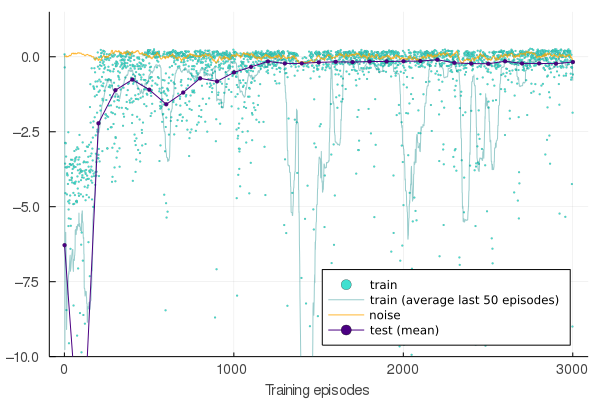 0.0
−2.5
−5.0
−7.5
−10.0
0
1000
2000
3000
Training episodes
train
train (average last 50 episodes)
noise
test (mean)